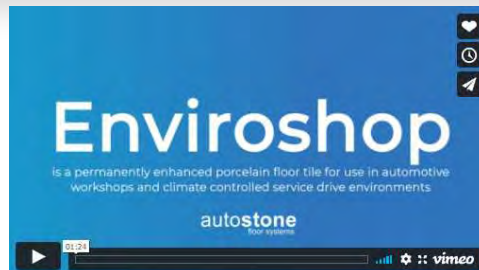 Enviroshop
is a permanently enhanced porcelain floor tile for use in automotive
workshops and climate controlled service drive environments
autostone
floor systems
01:24
vimeo